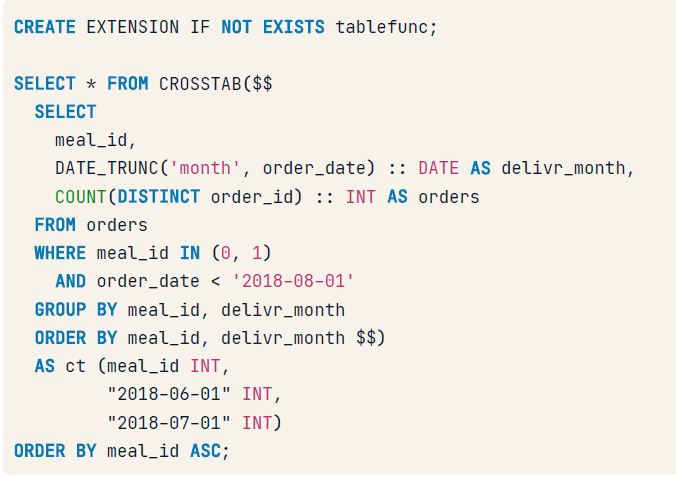 CREATE EXTENSION IF NOT EXISTS tablefunc;

SELECT * FROM CROSSTAB($$
  SELECT
    meal_id,
    DATE_TRUNC('month', order_date) :: DATE AS delivr_month,
    COUNT(DISTINCT order_id) :: INT AS orders
  FROM orders
  WHERE meal_id IN (0, 1)
    AND order_date < '2018-08-01'
  GROUP BY meal_id, delivr_month
  ORDER BY meal_id, delivr_month $$)
  AS ct (meal_id INT,
         "2018-06-01" INT,
         "2018-07-01" INT)
ORDER BY meal_id ASC;